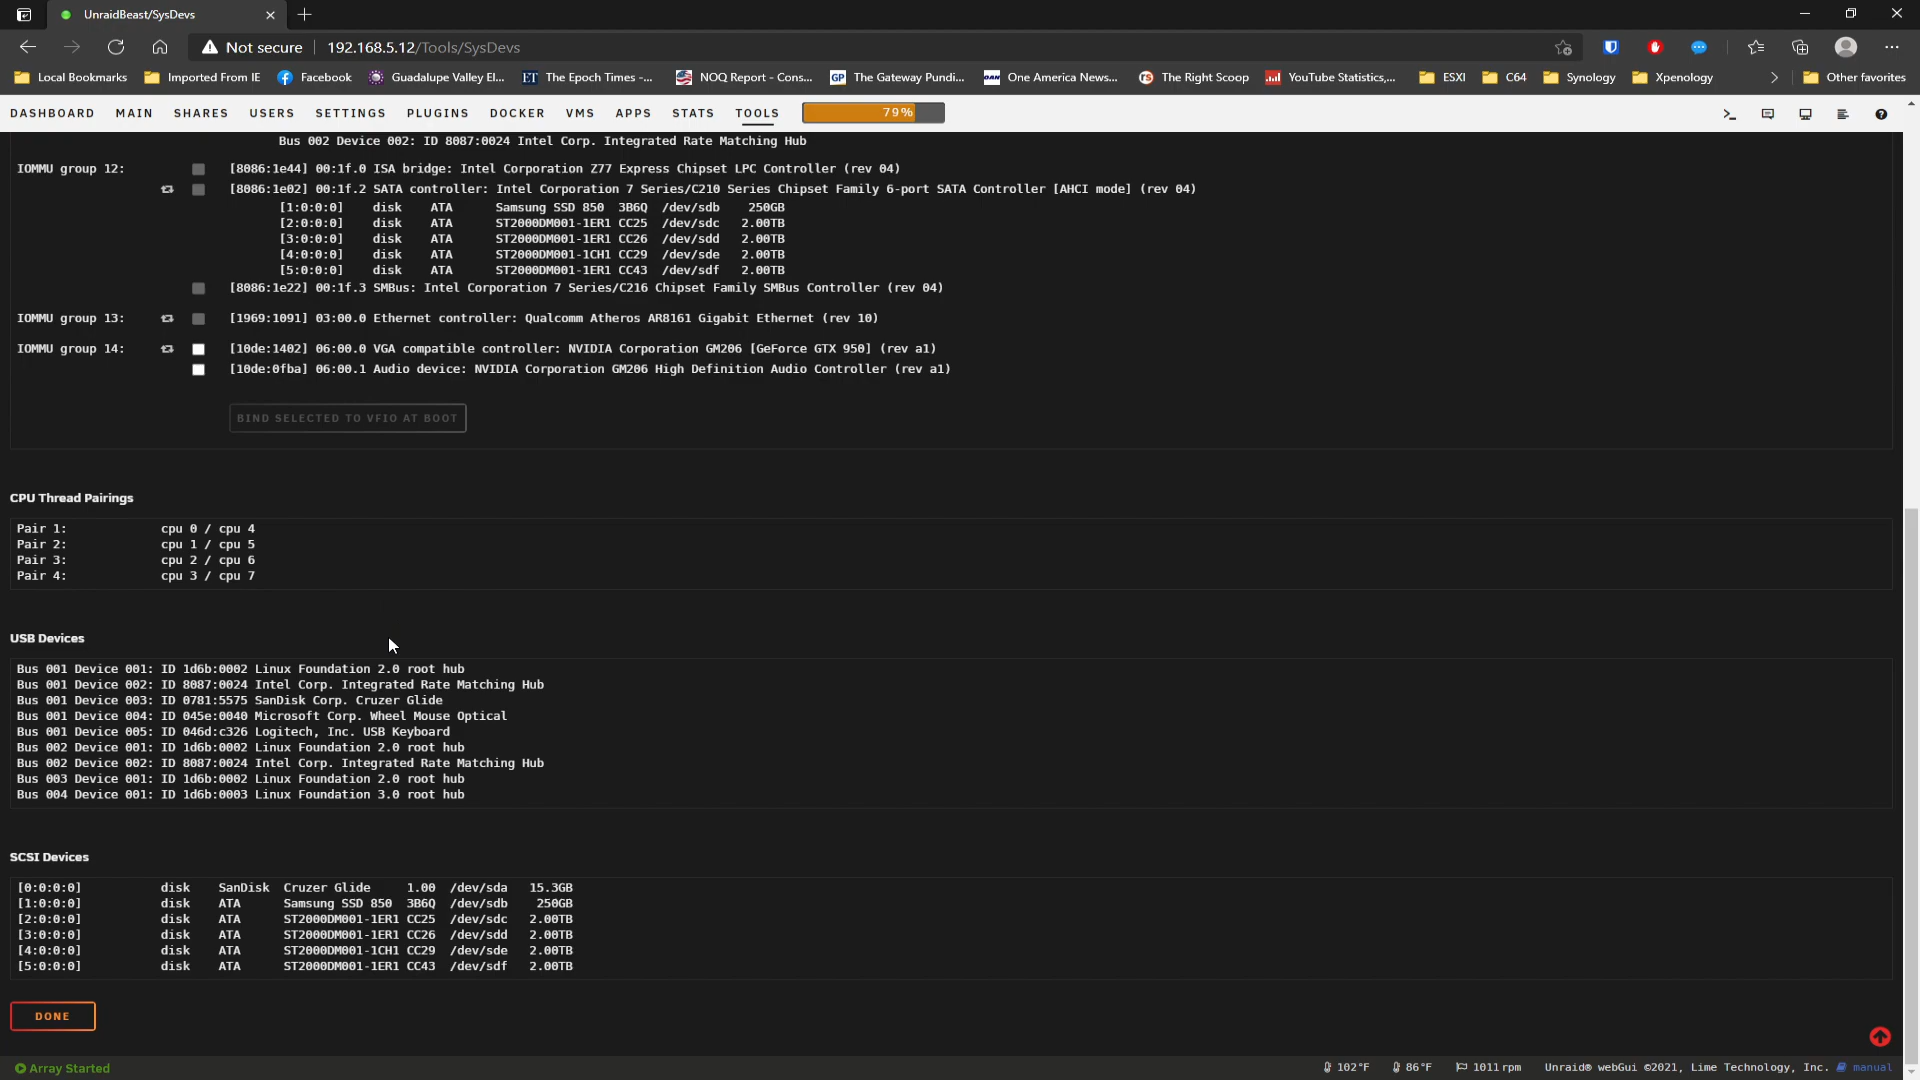 UnraidBeast/SysDevs
Not secure 192.168.5.12/Tools/SysDevs
Local Bookmarks Imported From IE Facebook Guadalupe Valley El... ET The Epoch Times -... NOQ Report - Cons... GP The Gateway Pundi... OAN One America News... The Right Scoop YouTube Statistics,... ESXI C64 Synology Xpenology Other favorites
DASHBOARD MAIN SHARES USERS SETTINGS PLUGINS DOCKER VMS APPS STATS TOOLS 79%
Bus 002 Device 002: ID 8087:0024 Intel Corp. Integrated Rate Matching Hub
IOMMU group 12: [8086:1e44] 00:1f.0 ISA bridge: Intel Corporation Z77 Express Chipset LPC Controller (rev 04)
[8086:1e02] 00:1f.2 SATA controller: Intel Corporation 7 Series/C210 Series Chipset Family 6-port SATA Controller [AHCI mode] (rev 04)
[1:0:0:0] disk ATA Samsung SSD 850 3B6Q /dev/sdb 250GB
[2:0:0:0] disk ATA ST2000DM001-1ER1 CC25 /dev/sdc 2.00TB
[3:0:0:0] disk ATA ST2000DM001-1ER1 CC26 /dev/sdd 2.00TB
[4:0:0:0] disk ATA ST2000DM001-1CH1 CC29 /dev/sde 2.00TB
[5:0:0:0] disk ATA ST2000DM001-1ER1 CC43 /dev/sdf 2.00TB
[8086:1e22] 00:1f.3 SMBus: Intel Corporation 7 Series/C216 Chipset Family SMBus Controller (rev 04)
IOMMU group 13: [1969:1091] 03:00.0 Ethernet controller: Qualcomm Atheros AR8161 Gigabit Ethernet (rev 10)
IOMMU group 14: [10de:1402] 06:00.0 VGA compatible controller: NVIDIA Corporation GM206 [GeForce GTX 950] (rev a1)
[10de:0fba] 06:00.1 Audio device: NVIDIA Corporation GM206 High Definition Audio Controller (rev a1)
BIND SELECTED TO VFIO AT BOOT
CPU Thread Pairings
Pair 1: cpu 0 / cpu 4
Pair 2: cpu 1 / cpu 5
Pair 3: cpu 2 / cpu 6
Pair 4: cpu 3 / cpu 7
USB Devices
Bus 001 Device 001: ID 1d6b:0002 Linux Foundation 2.0 root hub
Bus 001 Device 002: ID 8087:0024 Intel Corp. Integrated Rate Matching Hub
Bus 001 Device 003: ID 0781:5575 SanDisk Corp. Cruzer Glide
Bus 001 Device 004: ID 045e:0040 Microsoft Corp. Wheel Mouse Optical
Bus 001 Device 005: ID 046d:c326 Logitech, Inc. USB Keyboard
Bus 002 Device 001: ID 1d6b:0002 Linux Foundation 2.0 root hub
Bus 002 Device 002: ID 8087:0024 Intel Corp. Integrated Rate Matching Hub
Bus 003 Device 001: ID 1d6b:0002 Linux Foundation 2.0 root hub
Bus 004 Device 001: ID 1d6b:0003 Linux Foundation 3.0 root hub
SCSI Devices
[0:0:0:0] disk SanDisk Cruzer Glide 1.00 /dev/sda 15.3GB
[1:0:0:0] disk ATA Samsung SSD 850 3B6Q /dev/sdb 250GB
[2:0:0:0] disk ATA ST2000DM001-1ER1 CC25 /dev/sdc 2.00TB
[3:0:0:0] disk ATA ST2000DM001-1ER1 CC26 /dev/sdd 2.00TB
[4:0:0:0] disk ATA ST2000DM001-1CH1 CC29 /dev/sde 2.00TB
[5:0:0:0] disk ATA ST2000DM001-1ER1 CC43 /dev/sdf 2.00TB
DONE
Array Started 102°F 86°F 1011 rpm Unraid® webGui ©2021, Lime Technology, Inc. manual